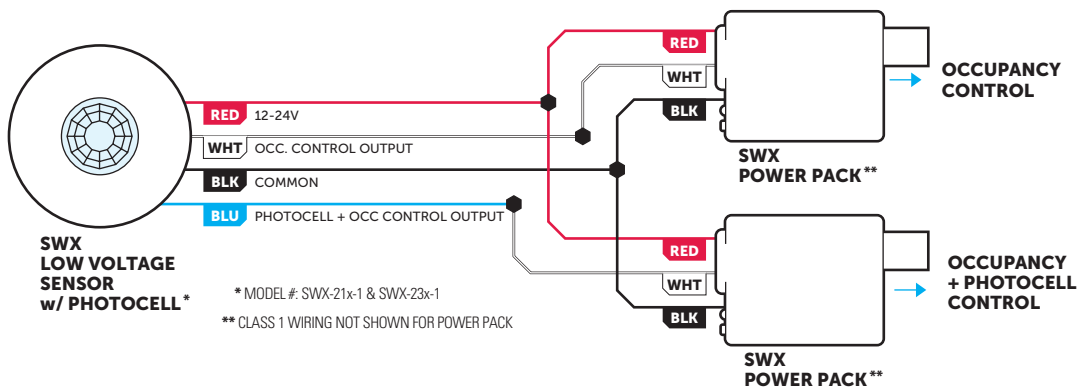 RED 12-24V
WHT OCC. CONTROL OUTPUT
BLK COMMON
BLU PHOTOCELL + OCC CONTROL OUTPUT
SWX
LOW VOLTAGE
SENSOR
w/ PHOTOCELL*
* MODEL #: SWX-21x-1 & SWX-23x-1
** CLASS 1 WIRING NOT SHOWN FOR POWER PACK
RED
WHT
BLK
SWX
POWER PACK**
OCCUPANCY
CONTROL
RED
WHT
BLK
SWX
POWER PACK**
OCCUPANCY
+ PHOTOCELL
CONTROL